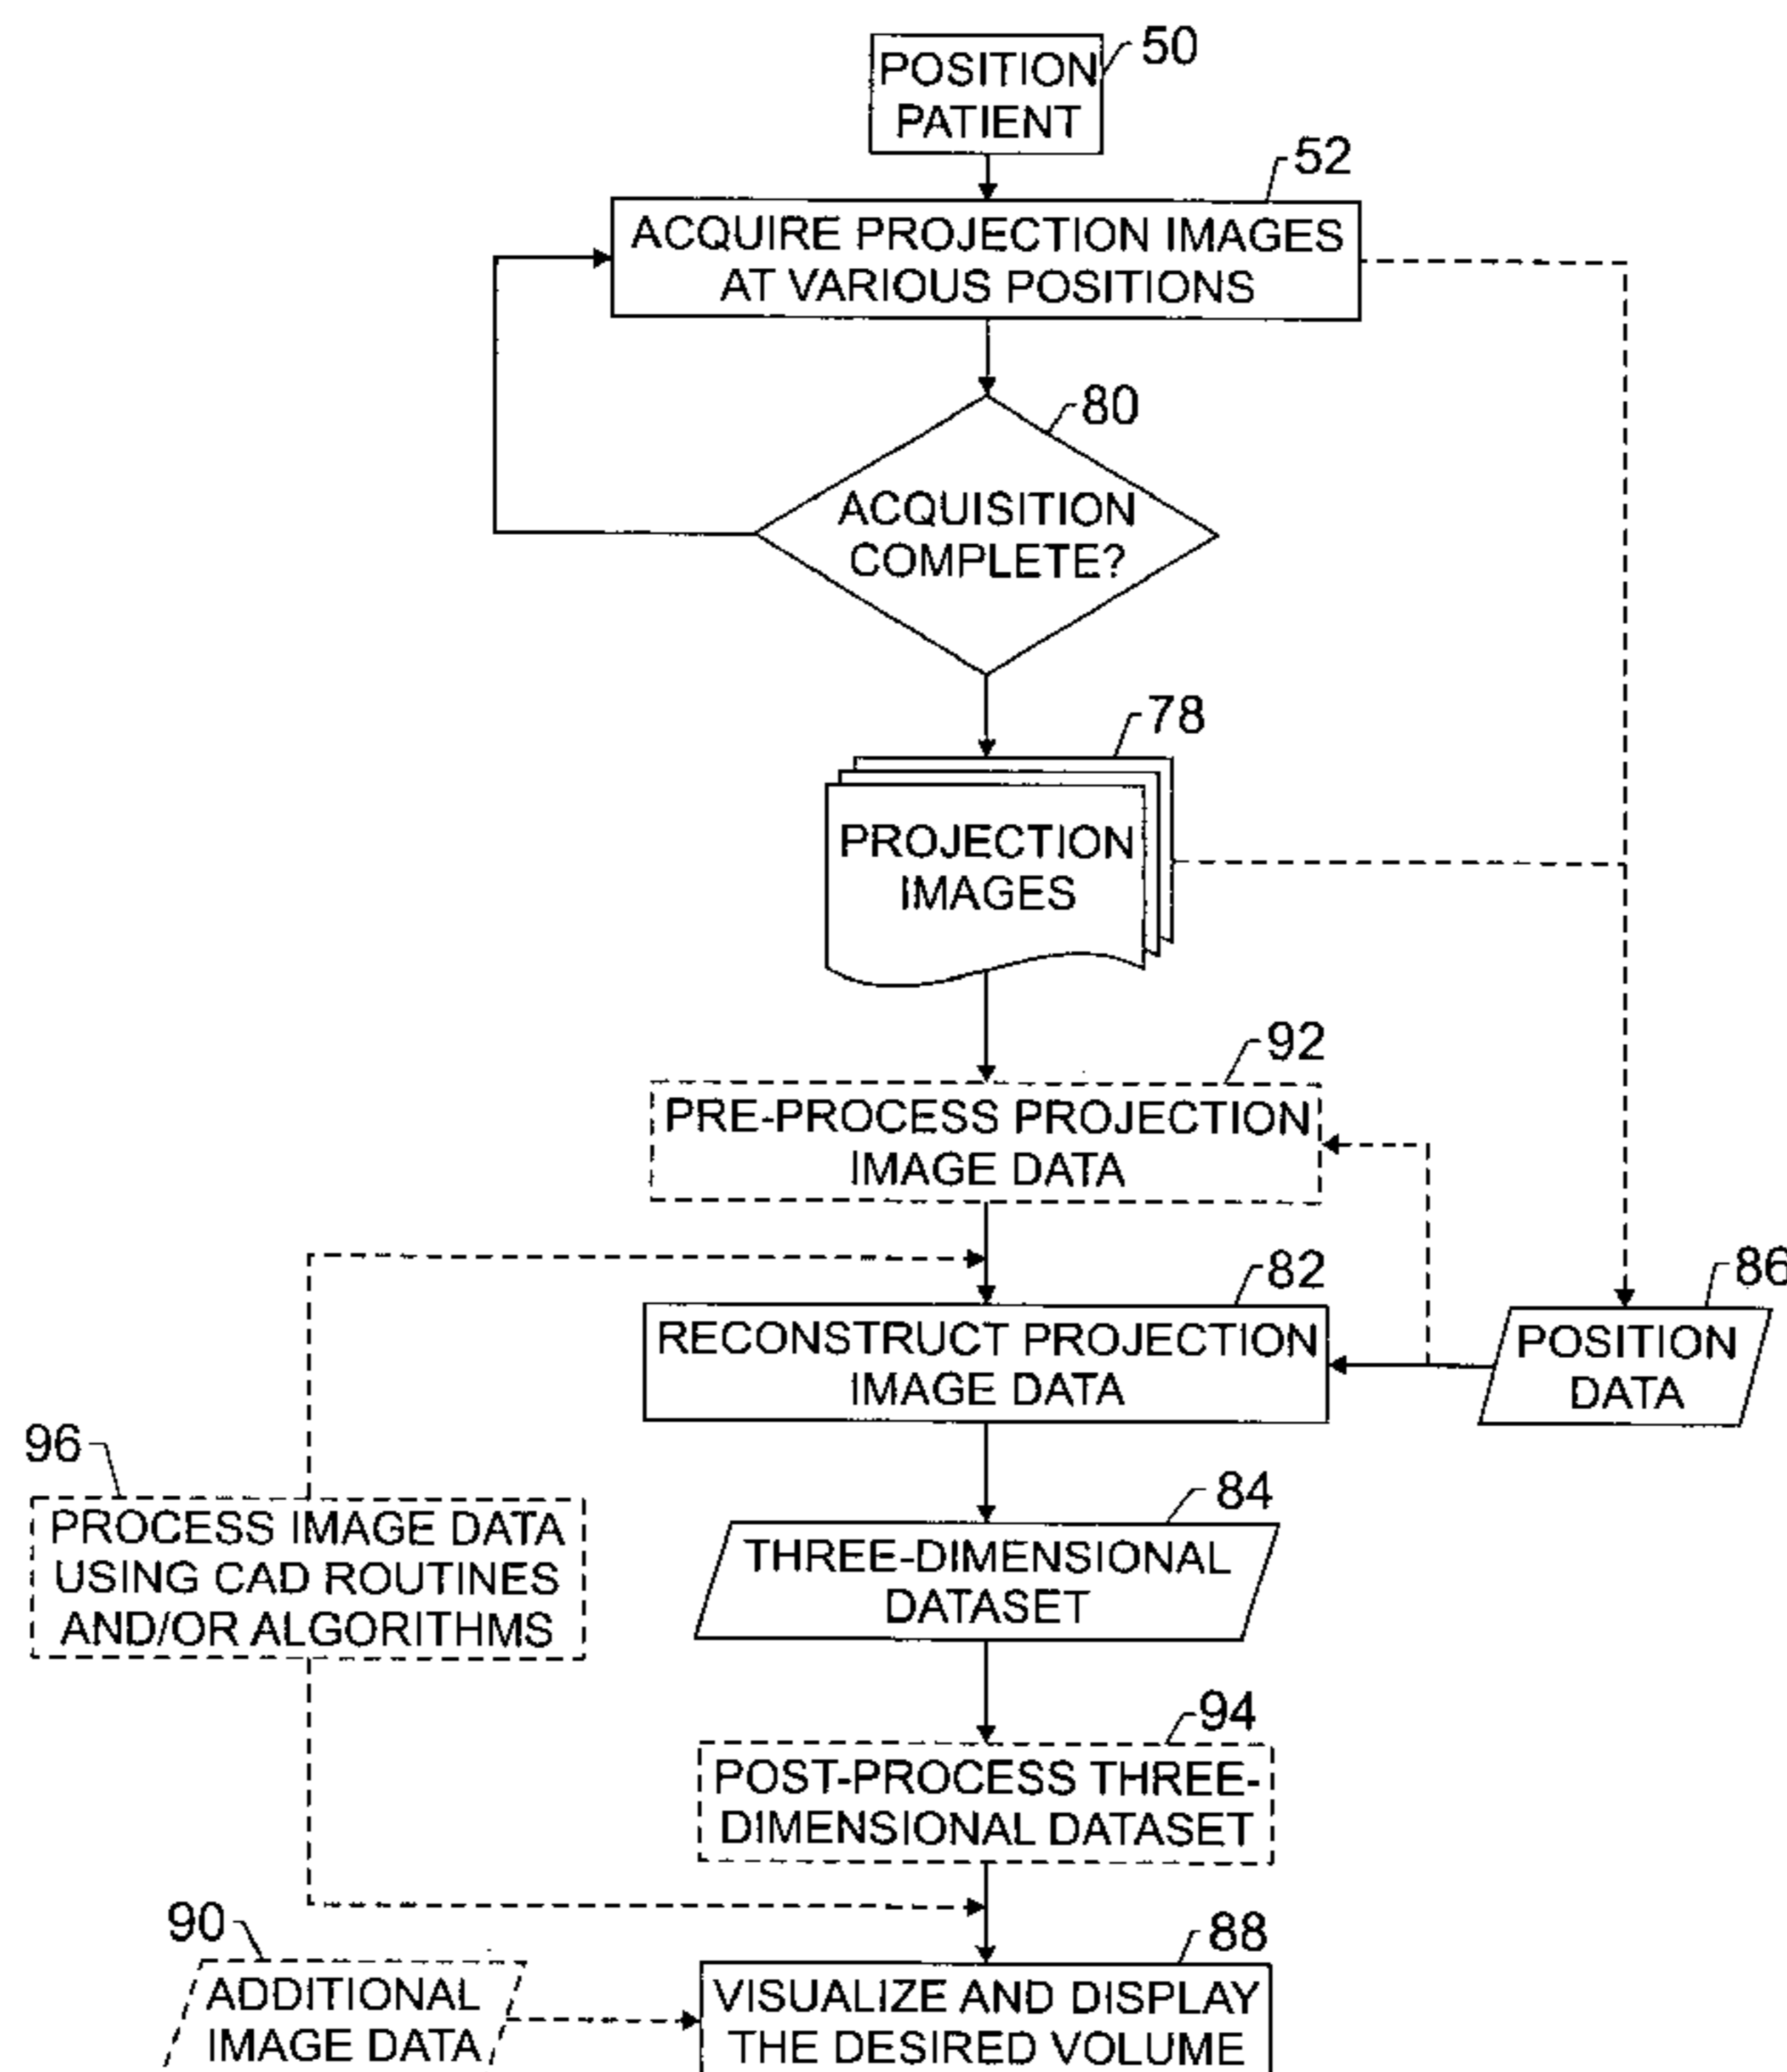 50
POSITION
PATIENT
52
ACQUIRE PROJECTION IMAGES
AT VARIOUS POSITIONS
80
ACQUISITION
COMPLETE?
78
PROJECTION
IMAGES
92
PRE-PROCESS PROJECTION
IMAGE DATA
82
RECONSTRUCT PROJECTION
IMAGE DATA
86
POSITION
DATA
96
PROCESS IMAGE DATA
USING CAD ROUTINES
AND/OR ALGORITHMS
84
THREE-DIMENSIONAL
DATASET
94
POST-PROCESS THREE-
DIMENSIONAL DATASET
90
ADDITIONAL
IMAGE DATA
88
VISUALIZE AND DISPLAY
THE DESIRED VOLUME